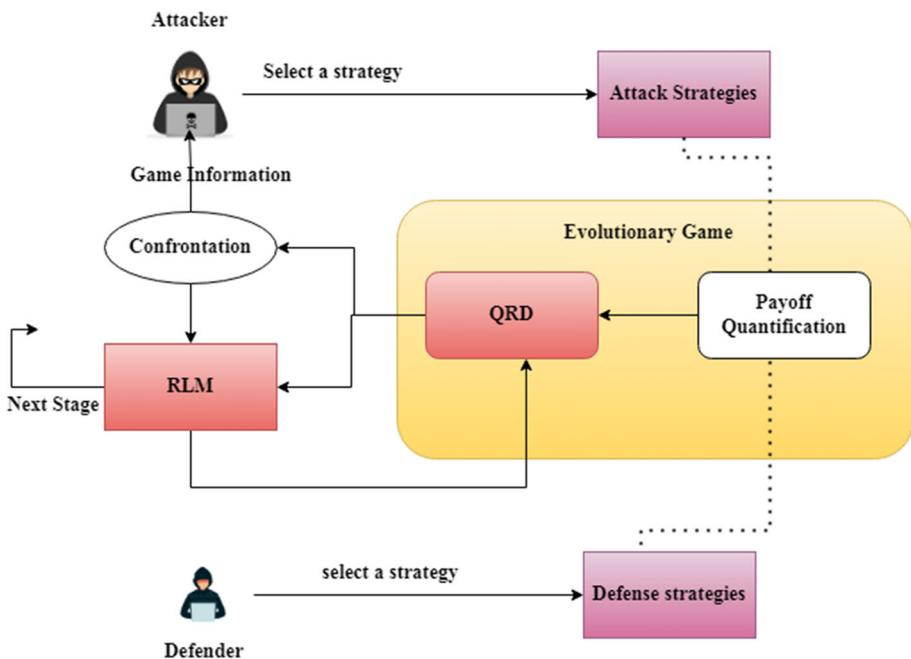 Attacker
Select a strategy
Attack Strategies
Game Information
Confrontation
Evolutionary Game
QRD
Payoff
Quantification
RLM
Next Stage
select a strategy
Defense strategies
Defender